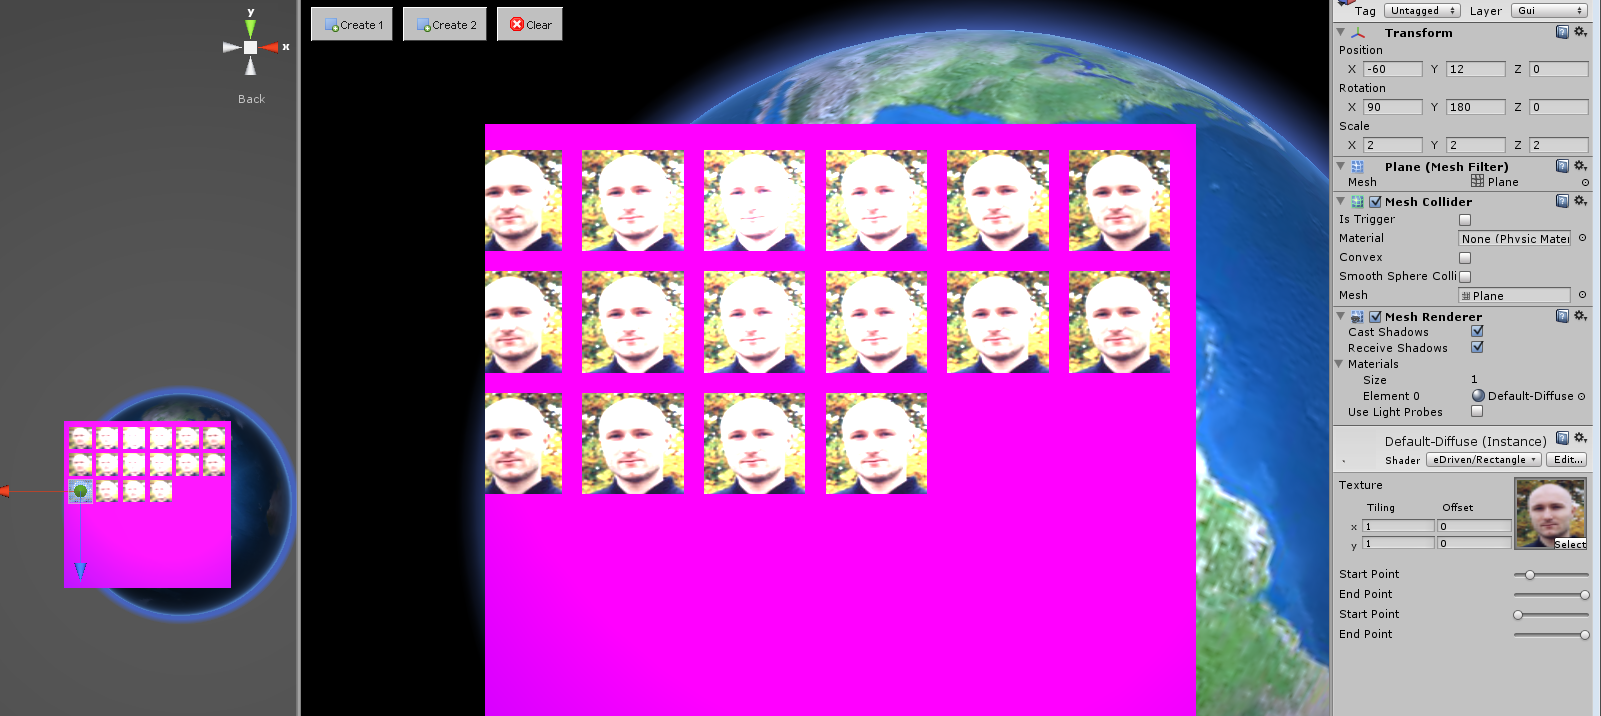 y
x
Back
Create 1
Create 2
Clear
Tag Untagged Layer Gui
Transform
Position
X -60 Y 12 Z 0
Rotation
X 90 Y 180 Z 0
Scale
X 2 Y 2 Z 2
Plane (Mesh Filter)
Mesh Plane
Mesh Collider
Is Trigger
Material None (Physic Mater
Convex
Smooth Sphere Colli
Mesh Plane
Mesh Renderer
Cast Shadows
Receive Shadows
Materials
Size 1
Element 0 Default-Diffuse
Use Light Probes
Default-Diffuse (Instance)
Shader eDriven/Rectangle Edit...
Texture
Tiling Offset
x 1 0
y 1 0
Select
Start Point
End Point
Start Point
End Point